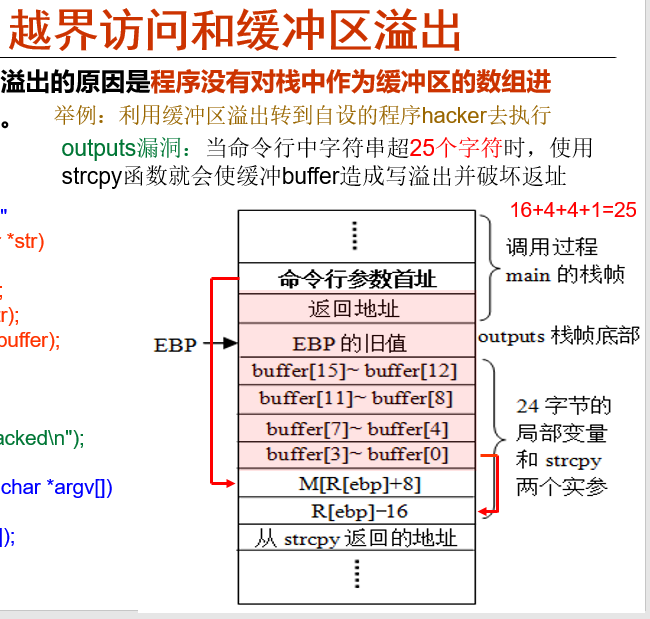 越界访问和缓冲区溢出
溢出的原因是程序没有对栈中作为缓冲区的数组进
。 举例：利用缓冲区溢出转到自设的程序hacker去执行
outputs漏洞：当命令行中字符串超25个字符时，使用
strcpy函数就会使缓冲buffer造成写溢出并破坏返址
16+4+4+1=25
"
*str)
;
r);
buffer);
acked\n");
char *argv[])
]);
调用过程
main 的栈帧
命令行参数首址
返回地址
EBP
EBP 的旧值
outputs 栈帧底部
buffer[15]~ buffer[12]
buffer[11]~ buffer[8]
buffer[7]~ buffer[4]
buffer[3]~ buffer[0]
M[R[ebp]+8]
R[ebp]−16
从 strcpy 返回的地址
24 字节的
局部变量
和 strcpy
两个实参